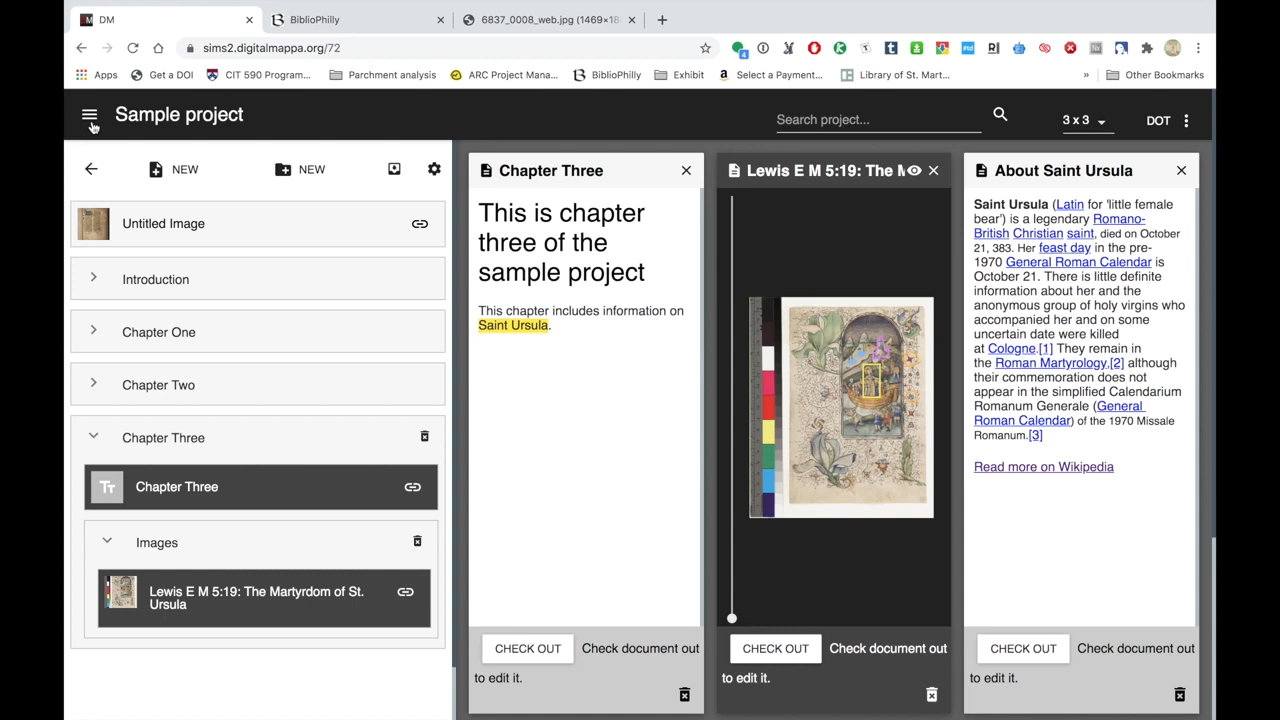 DM
BiblioPhilly
6837_0008_web.jpg (1469×18
sims2.digitalmappa.org/72
Apps
Get a DOI
CIT 590 Program...
Parchment analysis
ARC Project Mana...
BiblioPhilly
Exhibit
Select a Payment...
Library of St. Mart...
»
Other Bookmarks
Sample project
Search project...
3 x 3
DOT
NEW
NEW
Untitled Image
Introduction
Chapter One
Chapter Two
Chapter Three
Chapter Three
Images
Lewis E M 5:19: The Martyrdom of St.
Ursula
Chapter Three
This is chapter
three of the
sample project
This chapter includes information on
Saint Ursula.
CHECK OUT Check document out
to edit it.
Lewis E M 5:19: The M
CHECK OUT Check document out
to edit it.
About Saint Ursula
Saint Ursula (Latin for 'little female
bear') is a legendary Romano-
British Christian saint, died on October
21, 383. Her feast day in the pre-
1970 General Roman Calendar is
October 21. There is little definite
information about her and the
anonymous group of holy virgins who
accompanied her and on some
uncertain date were killed
at Cologne.[1] They remain in
the Roman Martyrology,[2] although
their commemoration does not
appear in the simplified Calendarium
Romanum Generale (General
Roman Calendar) of the 1970 Missale
Romanum.[3]
Read more on Wikipedia
CHECK OUT Check document out
to edit it.